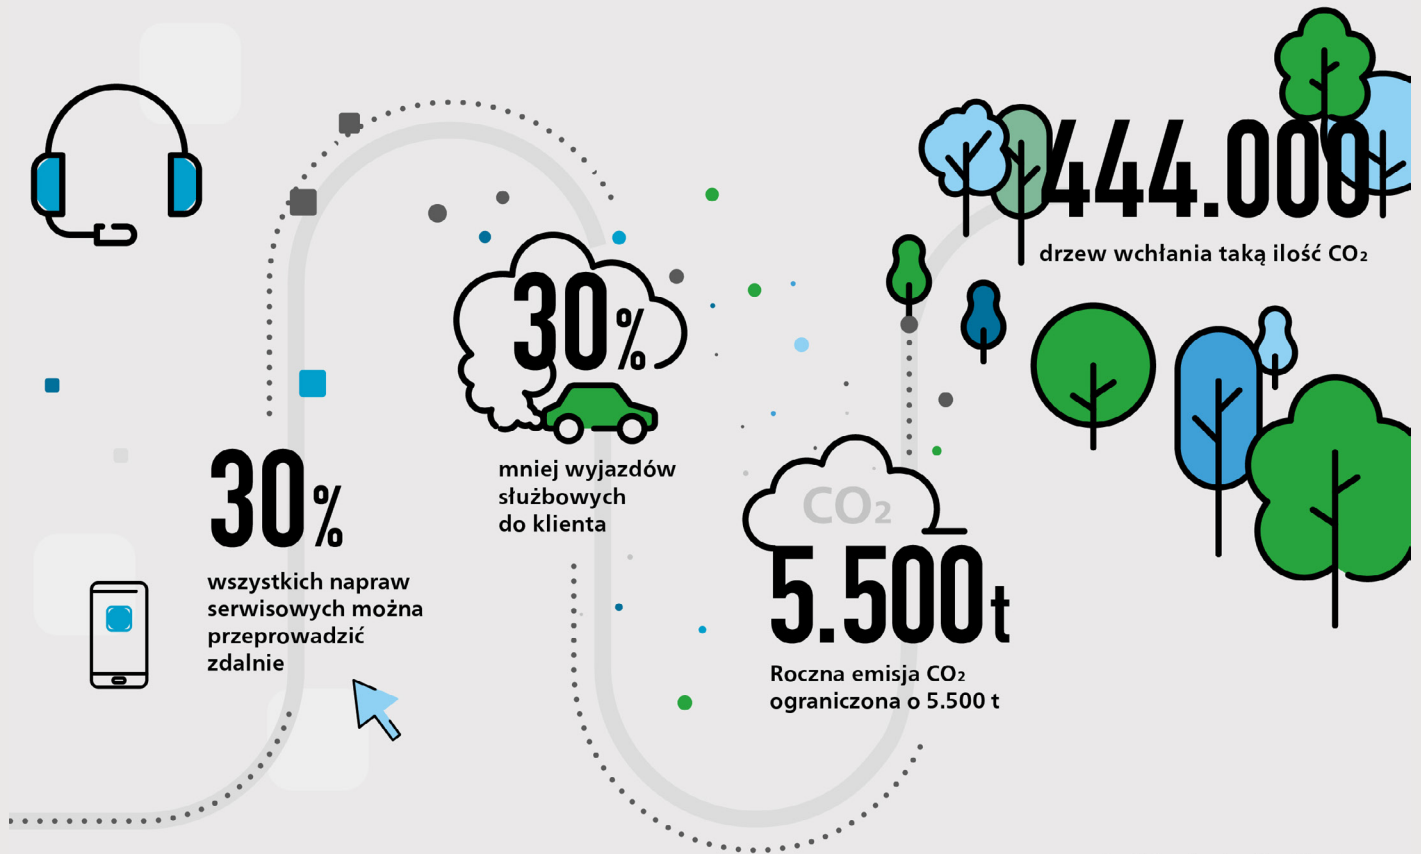 30%
wszystkich napraw
serwisowych można
przeprowadzić
zdalnie
30%
mniej wyjazdów
służbowych
do klienta
CO₂
5.500 t
Roczna emisja CO₂
ograniczona o 5.500 t
444.000
drzew wchłania taką ilość CO₂